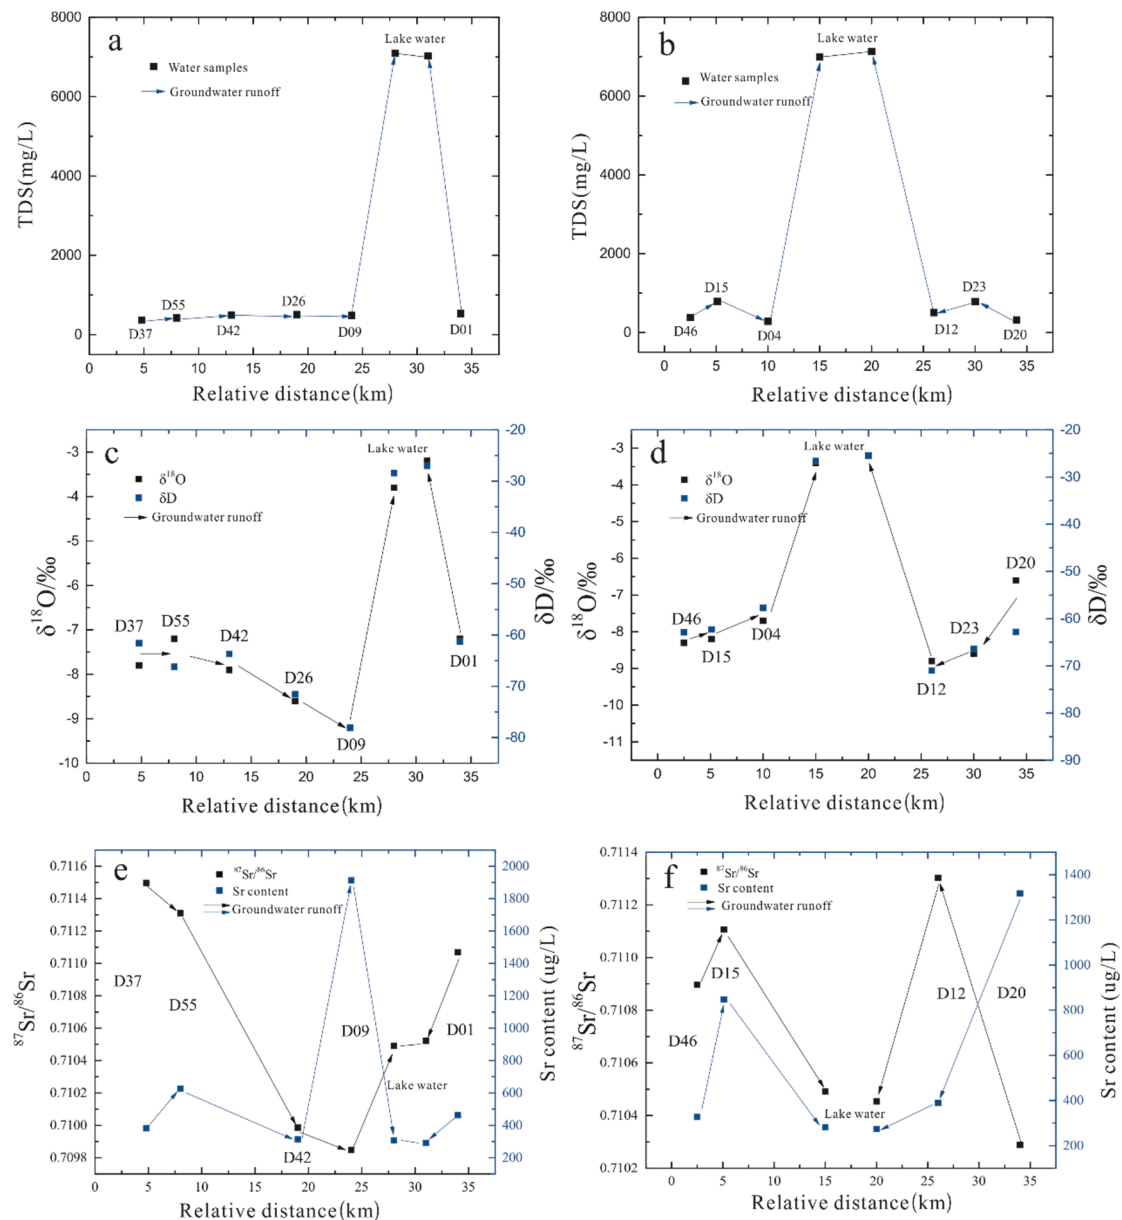 a
Lake water
Water samples
Groundwater runoff
D37
D55
D42
D26
D09
D01
TDS(mg/L)
8000
6000
4000
2000
0
0 5 10 15 20 25 30 35
Relative distance(km)
b
Lake water
Water samples
Groundwater runoff
D46
D15
D04
D12
D23
D20
TDS(mg/L)
8000
6000
4000
2000
0
0 5 10 15 20 25 30 35
Relative distance(km)
c
Lake water
δ¹⁸O
δD
Groundwater runoff
D37
D55
D42
D26
D09
D01
δ¹⁸O/‰
-3
-4
-5
-6
-7
-8
-9
-10
δD/‰
-20
-30
-40
-50
-60
-70
-80
0 5 10 15 20 25 30 35
Relative distance(km)
d
Lake water
δ¹⁸O
δD
Groundwater runoff
D46
D15
D04
D12
D23
D20
δ¹⁸O/‰
-3
-4
-5
-6
-7
-8
-9
-10
-11
δD/‰
-20
-30
-40
-50
-60
-70
-80
-90
0 5 10 15 20 25 30 35
Relative distance(km)
e
⁸⁷Sr/⁸⁶Sr
Sr content
Groundwater runoff
D37
D55
D42
D09
D01
Lake water
⁸⁷Sr/⁸⁶Sr
0.7116
0.7114
0.7112
0.7110
0.7108
0.7106
0.7104
0.7102
0.7100
0.7098
Sr content (ug/L)
2000
1800
1600
1400
1200
1000
800
600
400
200
0 5 10 15 20 25 30 35
Relative distance(km)
f
⁸⁷Sr/⁸⁶Sr
Sr content
Groundwater runoff
D46
D15
D12
D20
Lake water
⁸⁷Sr/⁸⁶Sr
0.7114
0.7112
0.7110
0.7108
0.7106
0.7104
0.7102
Sr content (ug/L)
1400
1200
1000
800
600
400
200
0 5 10 15 20 25 30 35
Relative distance(km)